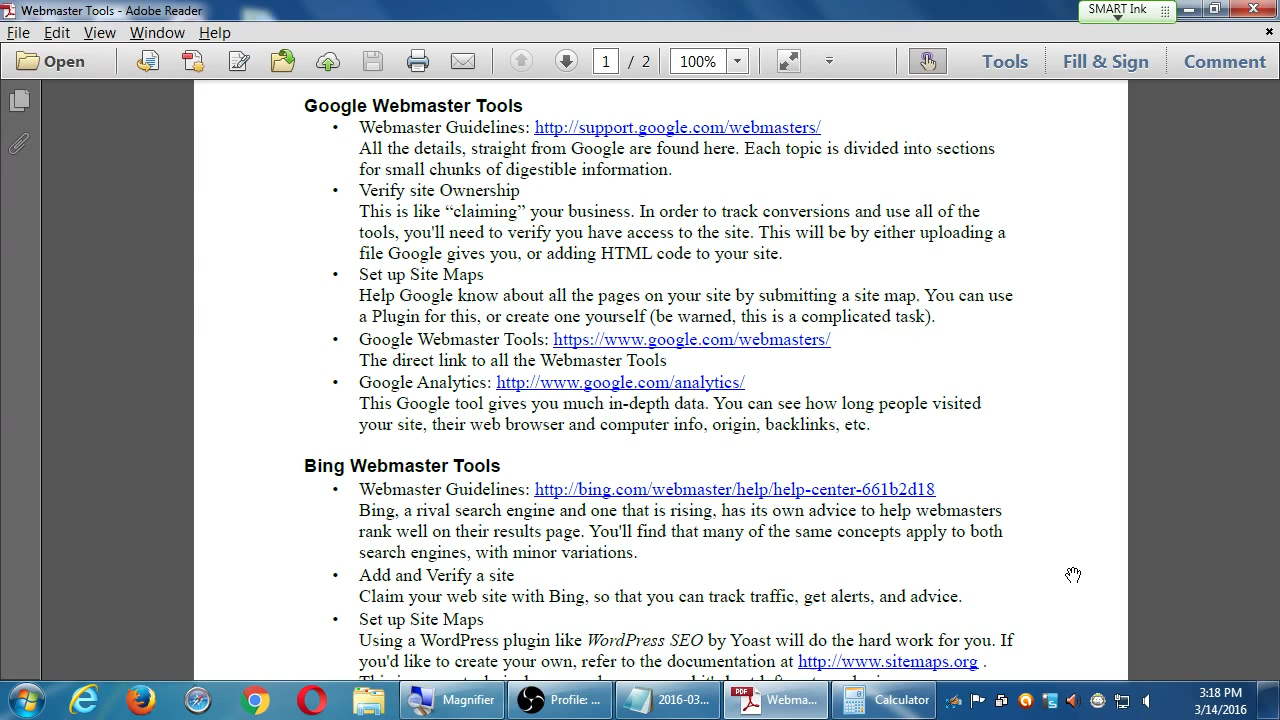 Webmaster Tools - Adobe Reader
SMART Ink
File Edit View Window Help
Open
1 / 2
100%
Tools
Fill & Sign
Comment
Google Webmaster Tools
• Webmaster Guidelines: http://support.google.com/webmasters/
All the details, straight from Google are found here. Each topic is divided into sections
for small chunks of digestible information.
• Verify site Ownership
This is like “claiming” your business. In order to track conversions and use all of the
tools, you'll need to verify you have access to the site. This will be by either uploading a
file Google gives you, or adding HTML code to your site.
• Set up Site Maps
Help Google know about all the pages on your site by submitting a site map. You can use
a Plugin for this, or create one yourself (be warned, this is a complicated task).
• Google Webmaster Tools: https://www.google.com/webmasters/
The direct link to all the Webmaster Tools
• Google Analytics: http://www.google.com/analytics/
This Google tool gives you much in-depth data. You can see how long people visited
your site, their web browser and computer info, origin, backlinks, etc.
Bing Webmaster Tools
• Webmaster Guidelines: http://bing.com/webmaster/help/help-center-661b2d18
Bing, a rival search engine and one that is rising, has its own advice to help webmasters
rank well on their results page. You'll find that many of the same concepts apply to both
search engines, with minor variations.
• Add and Verify a site
Claim your web site with Bing, so that you can track traffic, get alerts, and advice.
• Set up Site Maps
Using a WordPress plugin like WordPress SEO by Yoast will do the hard work for you. If
you'd like to create your own, refer to the documentation at http://www.sitemaps.org .
Magnifier
Profile: ...
2016-03...
PDF
Webma...
Calculator
3:18 PM
3/14/2016